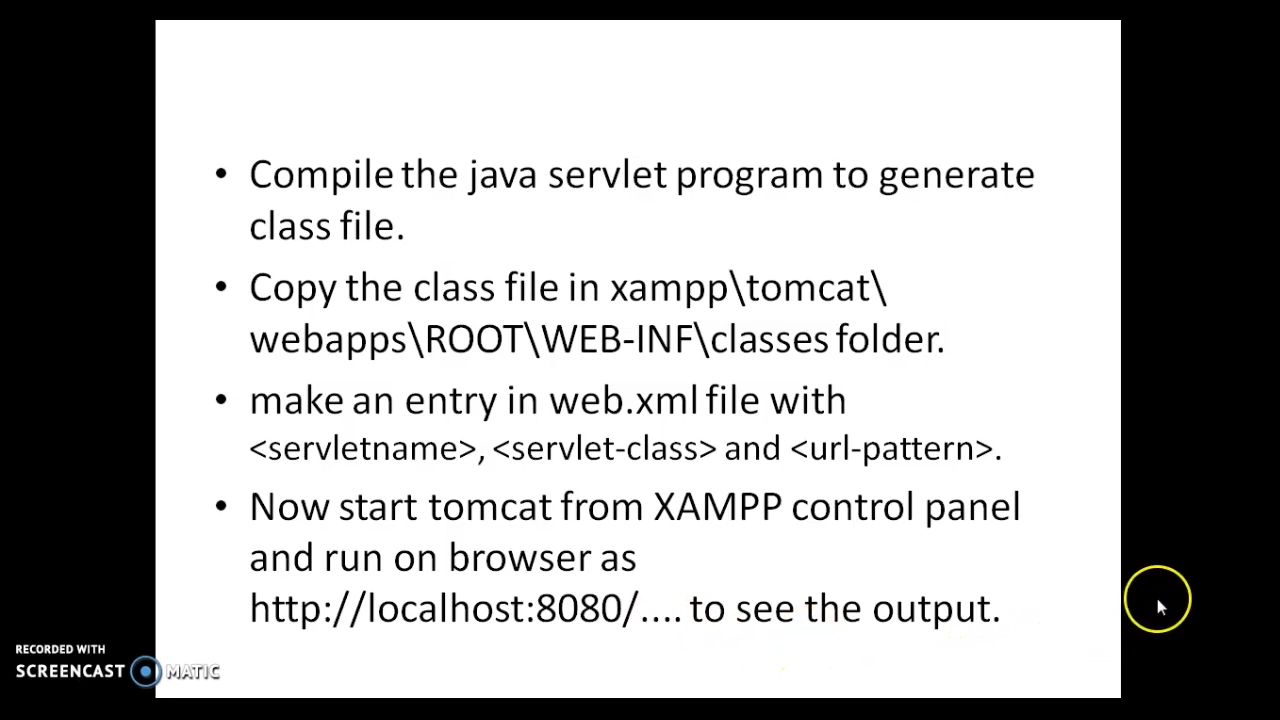 • Compile the java servlet program to generate
class file.
• Copy the class file in xampp\tomcat\
webapps\ROOT\WEB-INF\classes folder.
• make an entry in web.xml file with
<servletname>, <servlet-class> and <url-pattern>.
• Now start tomcat from XAMPP control panel
and run on browser as
http://localhost:8080/.... to see the output.
RECORDED WITH
SCREENCAST MATIC